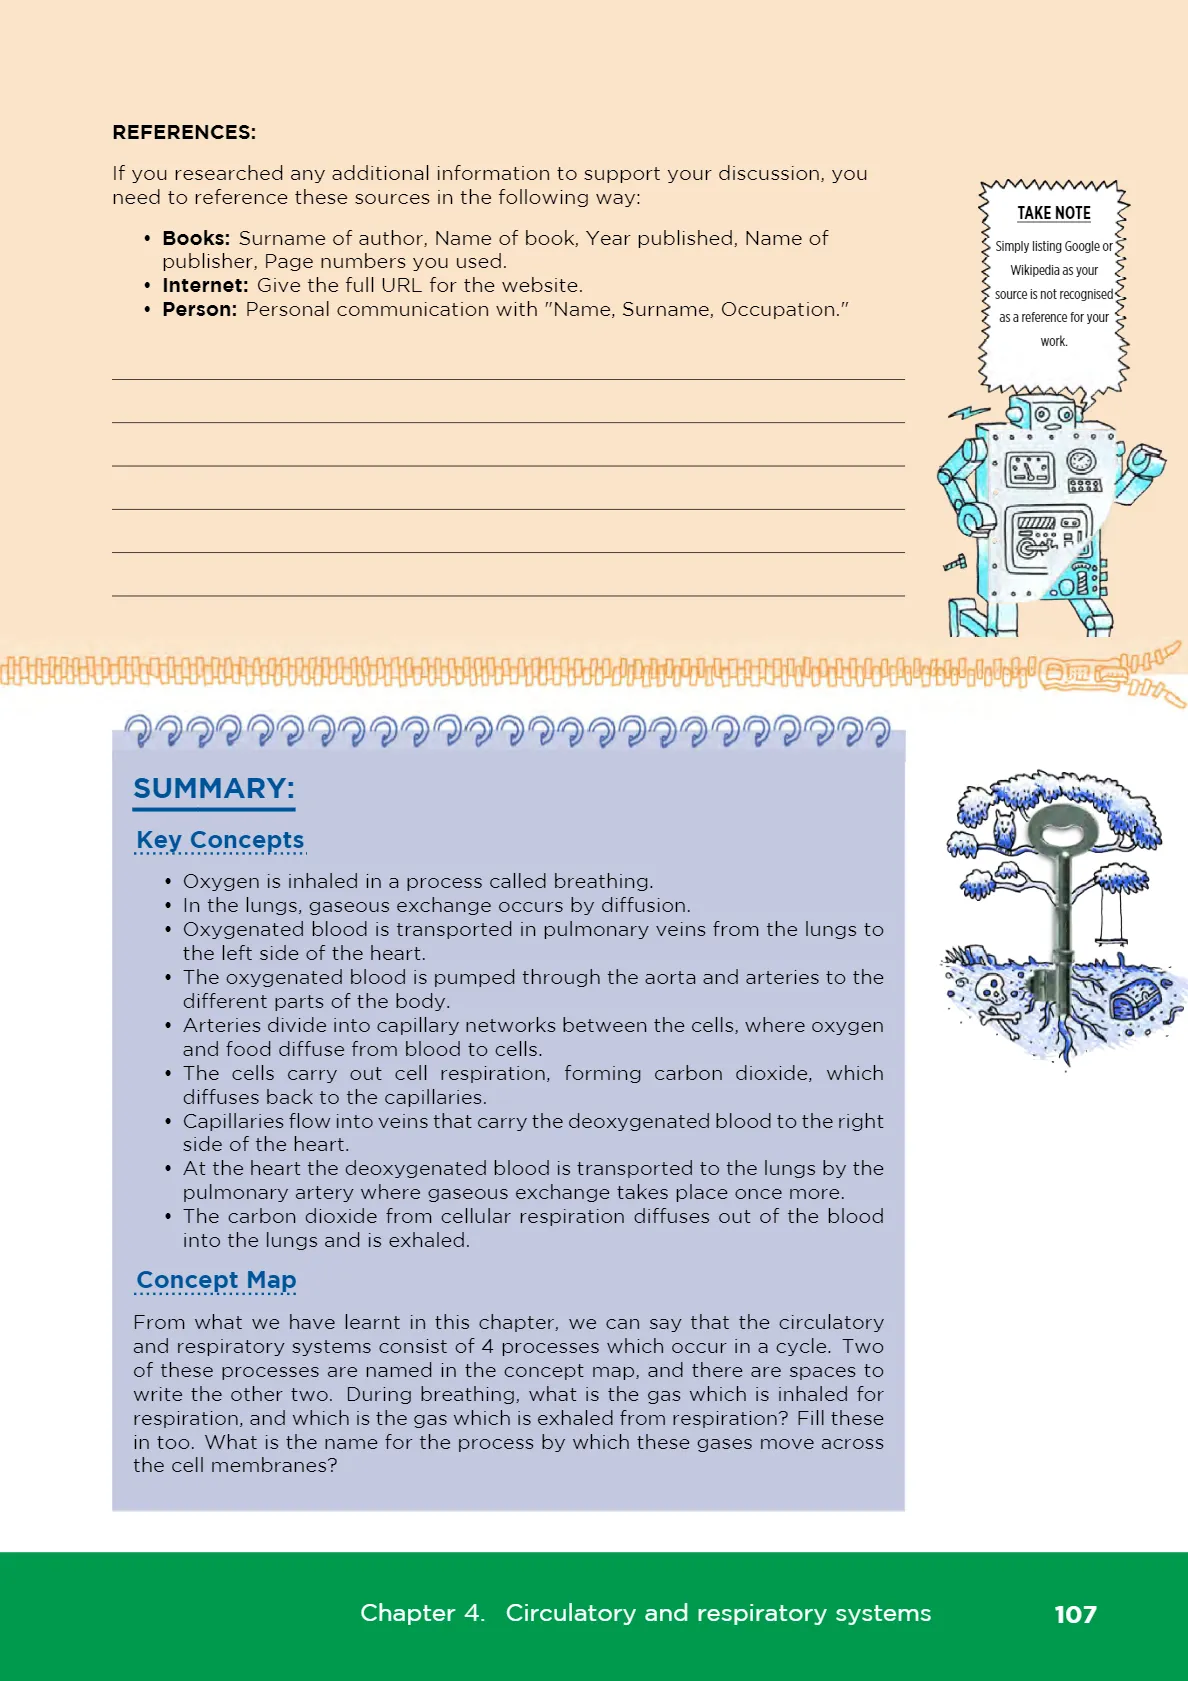 REFERENCES:
If you researched any additional information to support your discussion, you
need to reference these sources in the following way:
• Books: Surname of author, Name of book, Year published, Name of
publisher, Page numbers you used.
• Internet: Give the full URL for the website.
• Person: Personal communication with "Name, Surname, Occupation."
TAKE NOTE
Simply listing Google or
Wikipedia as your
source is not recognised
as a reference for your
work.
SUMMARY:
Key Concepts
• Oxygen is inhaled in a process called breathing.
• In the lungs, gaseous exchange occurs by diffusion.
• Oxygenated blood is transported in pulmonary veins from the lungs to
the left side of the heart.
• The oxygenated blood is pumped through the aorta and arteries to the
different parts of the body.
• Arteries divide into capillary networks between the cells, where oxygen
and food diffuse from blood to cells.
• The cells carry out cell respiration, forming carbon dioxide, which
diffuses back to the capillaries.
• Capillaries flow into veins that carry the deoxygenated blood to the right
side of the heart.
• At the heart the deoxygenated blood is transported to the lungs by the
pulmonary artery where gaseous exchange takes place once more.
• The carbon dioxide from cellular respiration diffuses out of the blood
into the lungs and is exhaled.
Concept Map
From what we have learnt in this chapter, we can say that the circulatory
and respiratory systems consist of 4 processes which occur in a cycle. Two
of these processes are named in the concept map, and there are spaces to
write the other two. During breathing, what is the gas which is inhaled for
respiration, and which is the gas which is exhaled from respiration? Fill these
in too. What is the name for the process by which these gases move across
the cell membranes?
Chapter 4. Circulatory and respiratory systems
107